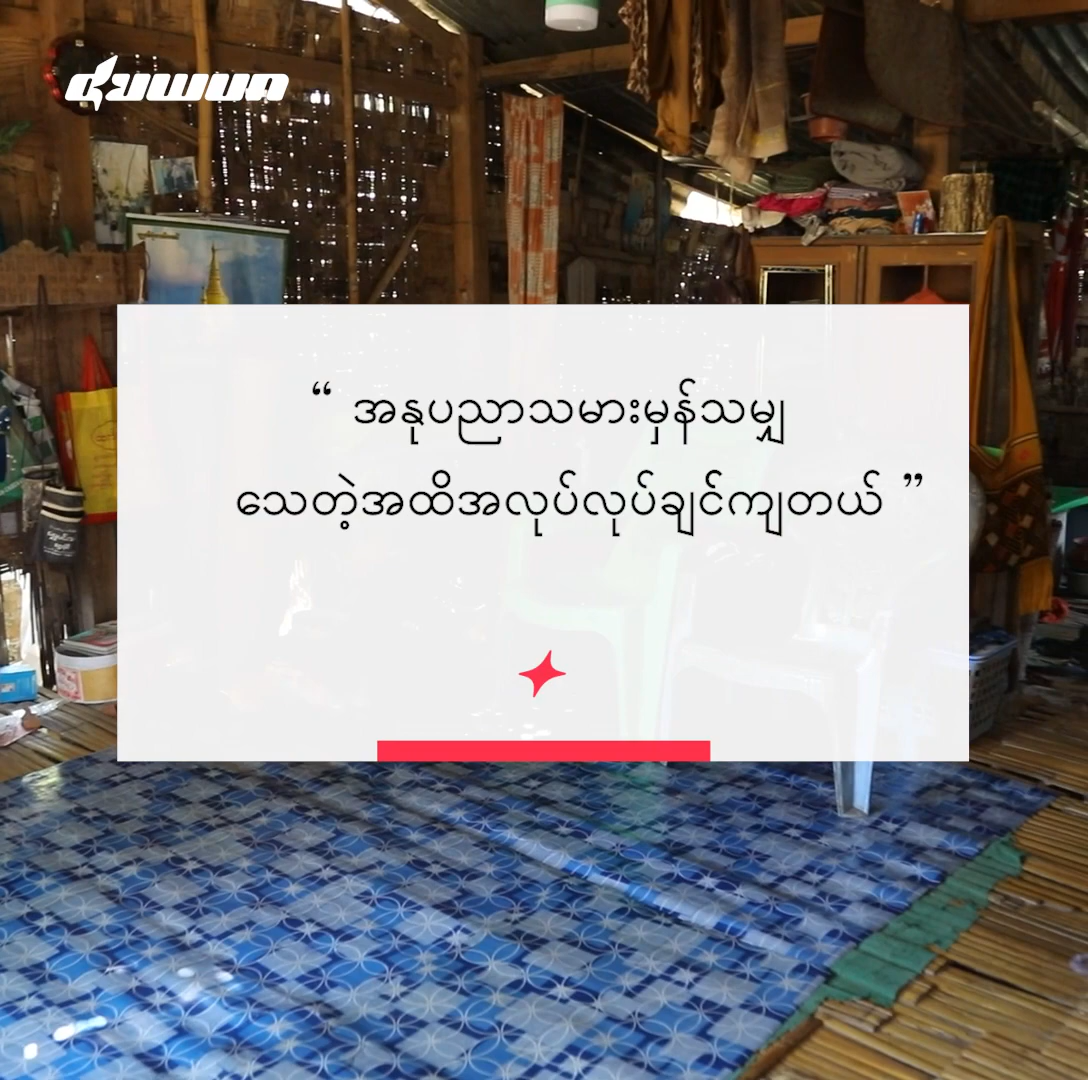 “ အနုပညာသမားမှန်သမျှ
သေတဲ့အထိအလုပ်လုပ်ချင်ကျတယ် ”